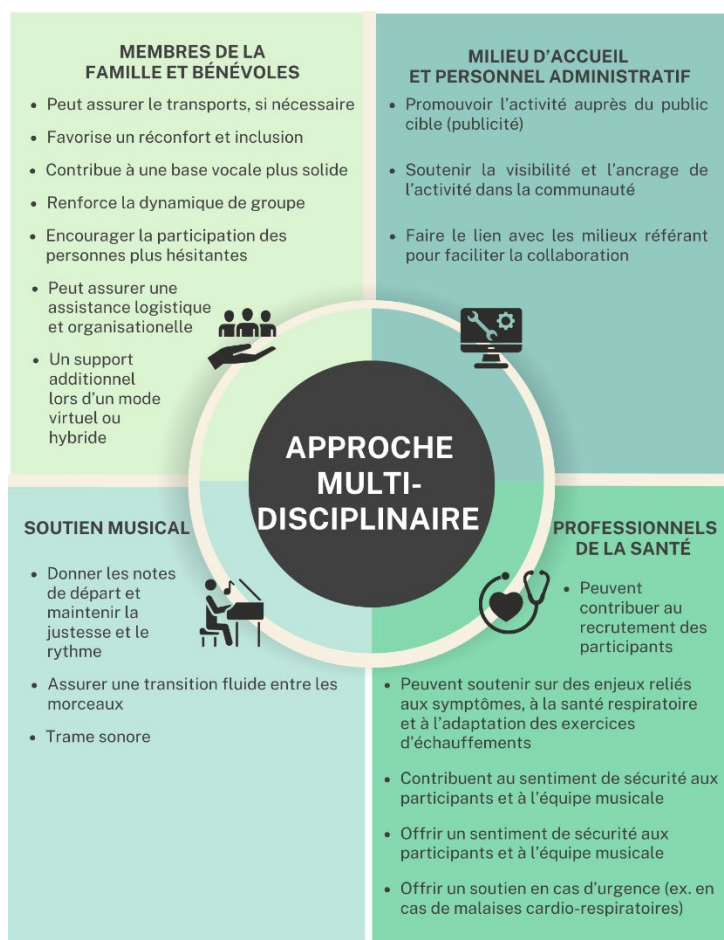 MEMBRES DE LA
FAMILLE ET BÉNÉVOLES
• Peut assurer le transports, si nécessaire
• Favorise un réconfort et inclusion
• Contribue à une base vocale plus solide
• Renforce la dynamique de groupe
• Encourager la participation des
personnes plus hésitantes
• Peut assurer une
assistance logistique
et organisationelle
• Un support
additionnel
lors d'un mode
virtuel ou
hybride
MILIEU D'ACCUEIL
ET PERSONNEL ADMINISTRATIF
• Promouvoir l'activité auprès du public
cible (publicité)
• Soutenir la visibilité et l'ancrage de
l'activité dans la communauté
• Faire le lien avec les milieux référant
pour faciliter la collaboration
APPROCHE
MULTI-
DISCIPLINAIRE
SOUTIEN MUSICAL
• Donner les notes
de départ et
maintenir la
justesse et le
rythme
• Assurer une transition fluide entre les
morceaux
• Trame sonore
PROFESSIONNELS
DE LA SANTÉ
• Peuvent
contribuer au
recrutement des
participants
• Peuvent soutenir sur des enjeux reliés
aux symptômes, à la santé respiratoire
et à l'adaptation des exercices
d'échauffements
• Contribuent au sentiment de sécurité aux
participants et à l'équipe musicale
• Offrir un sentiment de sécurité aux
participants et à l'équipe musicale
• Offrir un soutien en cas d'urgence (ex. en
cas de malaises cardio-respiratoires)